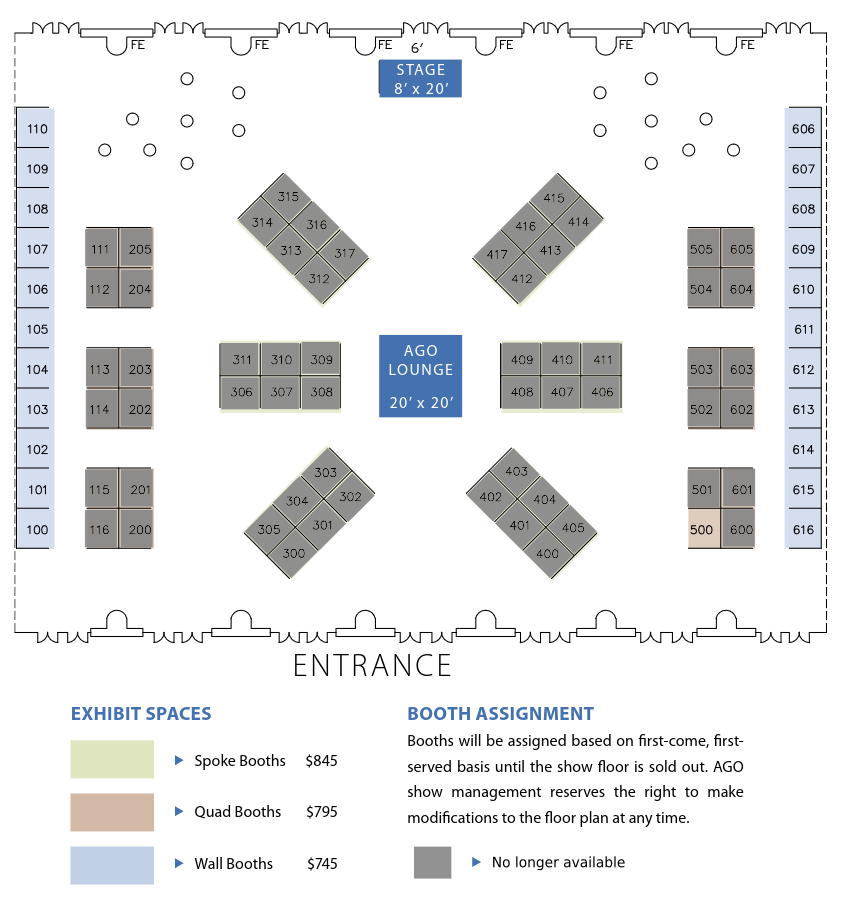 FE FE FE FE FE FE
6'
STAGE
8' x 20'
110 606
109 607
315 415
108 608
314 316 416 414
111 205 505 605
107 609
313 317 417 413
312 412
112 204 504 604
106 610
105 611
AGO
311 310 309 409 410 411
LOUNGE
104 113 203 503 603 612
306 307 308 408 407 406
20' x 20'
103 114 202 502 602 613
102 614
303 403
101 115 201 501 601 615
304 302 402 404
305 301 401 405
100 116 200 500 600 616
300 400
ENTRANCE
EXHIBIT SPACES
Spoke Booths $845
Quad Booths $795
Wall Booths $745
BOOTH ASSIGNMENT
Booths will be assigned based on first-come, first-
served basis until the show floor is sold out. AGO
show management reserves the right to make
modifications to the floor plan at any time.
No longer available